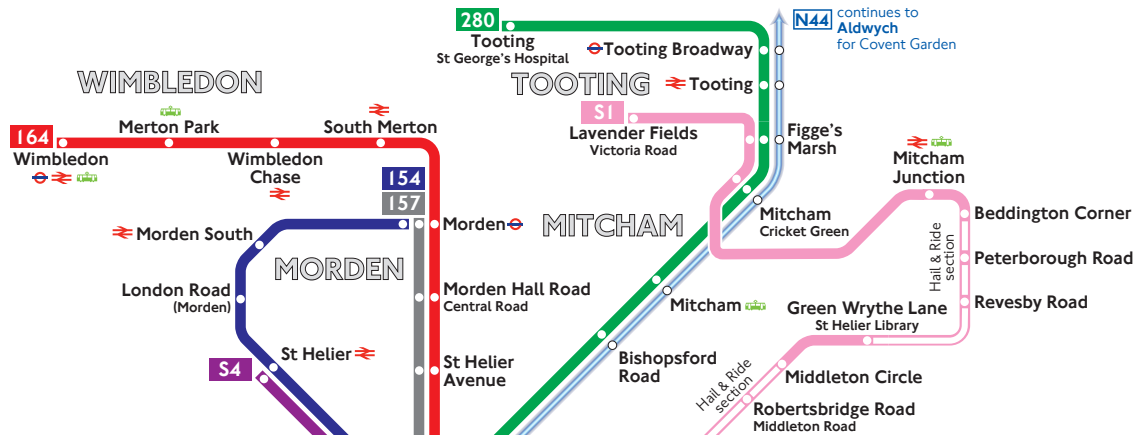 280
Tooting
St George's Hospital
N44
continues to
Aldwych
for Covent Garden
Tooting Broadway
WIMBLEDON
TOOTING
Tooting
S1
Merton Park
South Merton
164
Wimbledon
Wimbledon
Chase
Lavender Fields
Victoria Road
Figge's
Marsh
Mitcham
Junction
154
157
Morden South
Morden
MITCHAM
Mitcham
Cricket Green
Beddington Corner
MORDEN
Hail & Ride
section
Peterborough Road
London Road
(Morden)
Morden Hall Road
Central Road
Mitcham
Green Wrythe Lane
St Helier Library
Revesby Road
St Helier
S4
St Helier
Avenue
Bishopsford
Road
Hail & Ride
section
Middleton Circle
Robertsbridge Road
Middleton Road